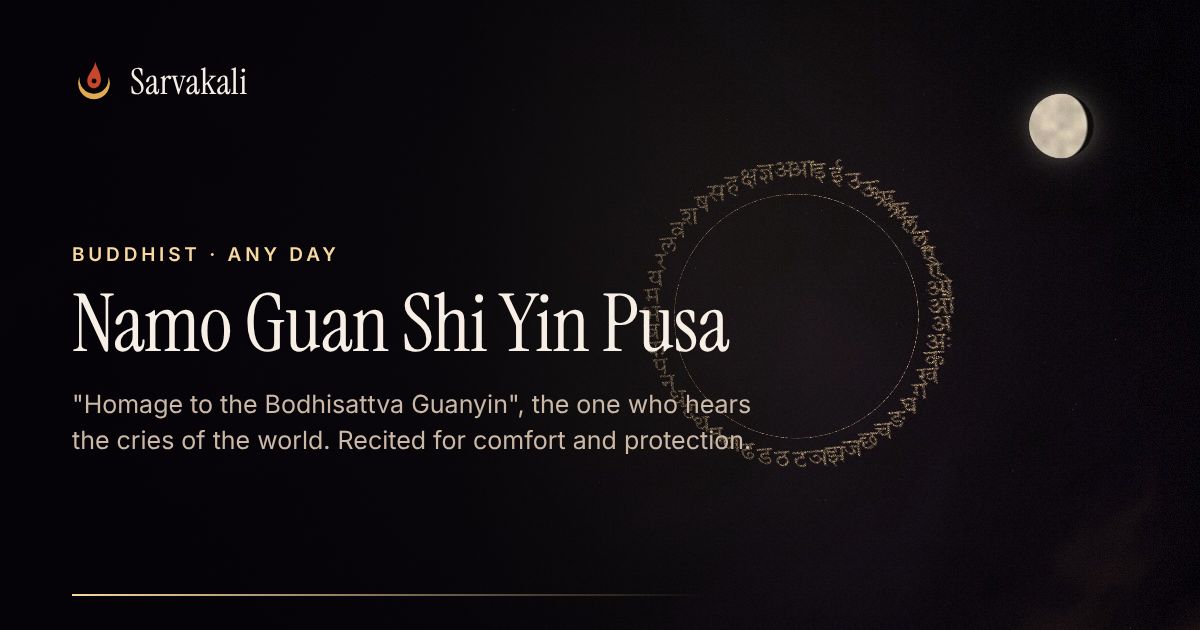 Sarvakali
BUDDHIST · ANY DAY
Namo Guan Shi Yin Pusa
"Homage to the Bodhisattva Guanyin", the one who hears
the cries of the world. Recited for comfort and protection.